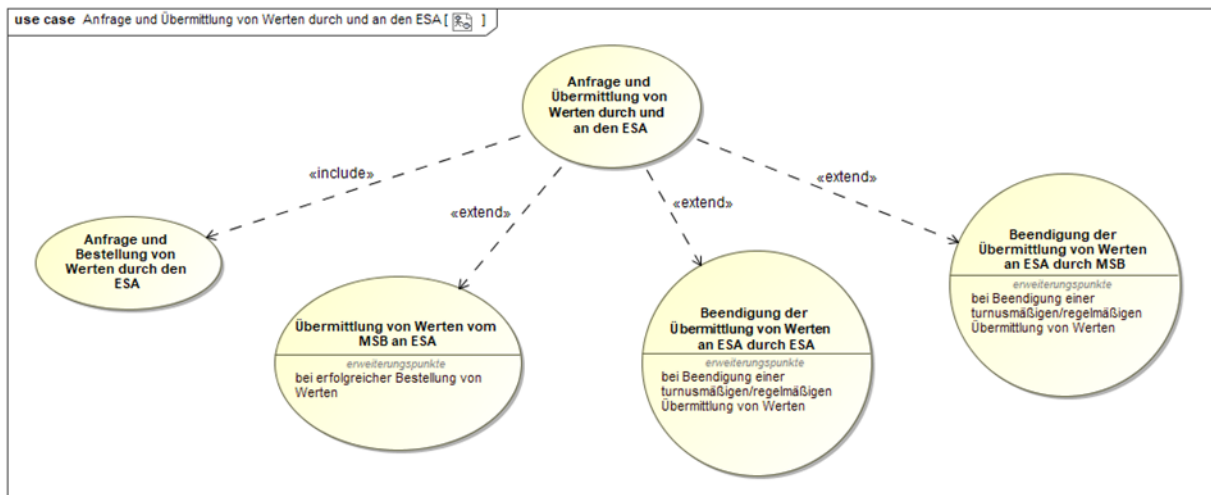 use case Anfrage und Übermittlung von Werten durch und an den ESA [ ]
Anfrage und
Übermittlung von
Werten durch und
an den ESA
«include»
«extend»
«extend»
«extend»
Anfrage und
Bestellung von
Werten durch den
ESA
Übermittlung von Werten vom
MSB an ESA
erweiterungspunkte
bei erfolgreicher Bestellung von
Werten
Beendigung der
Übermittlung von Werten
an ESA durch ESA
erweiterungspunkte
bei Beendigung einer
turnusmäßigen/regelmäßigen
Übermittlung von Werten
Beendigung der
Übermittlung von Werten
an ESA durch MSB
erweiterungspunkte
bei Beendigung einer
turnusmäßigen/regelmäßigen
Übermittlung von Werten